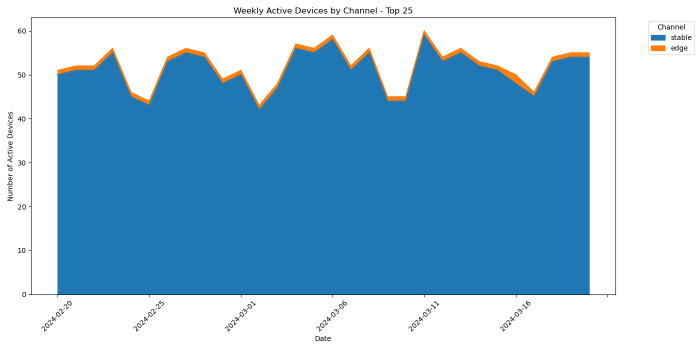 Weekly Active Devices by Channel - Top 25
Channel
stable
edge
Number of Active Devices
60
50
40
30
20
10
0
2024-02-20
2024-02-25
2024-03-01
2024-03-06
2024-03-11
2024-03-16
Date